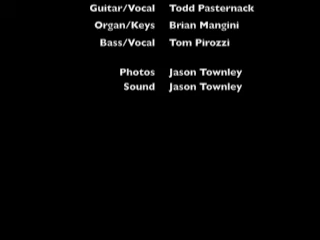 Guitar/Vocal Todd Pasternack
Organ/Keys Brian Mangini
Bass/Vocal Tom Pirozzi
Photos Jason Townley
Sound Jason Townley